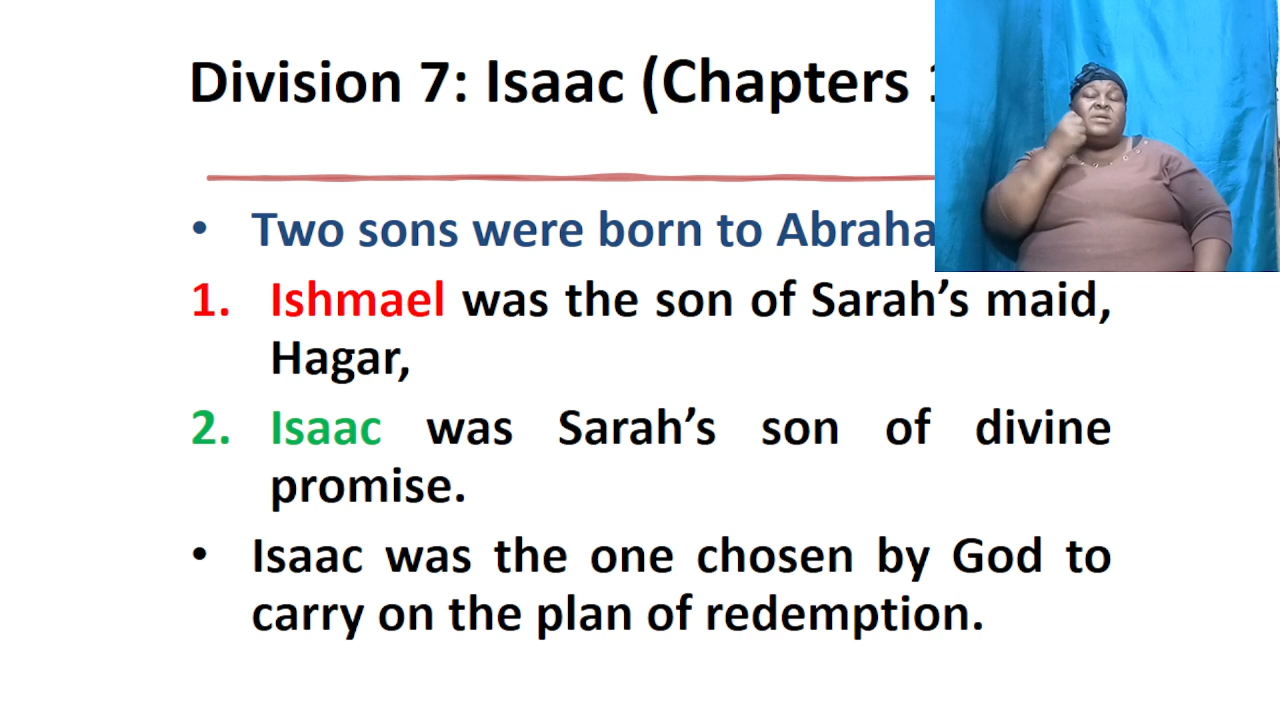 Division 7: Isaac (Chapters
• Two sons were born to
1. Ishmael was the son of Sarah’s maid,
Hagar,
2. Isaac was Sarah’s son of divine
promise.
• Isaac was the one chosen by God to
carry on the plan of redemption.